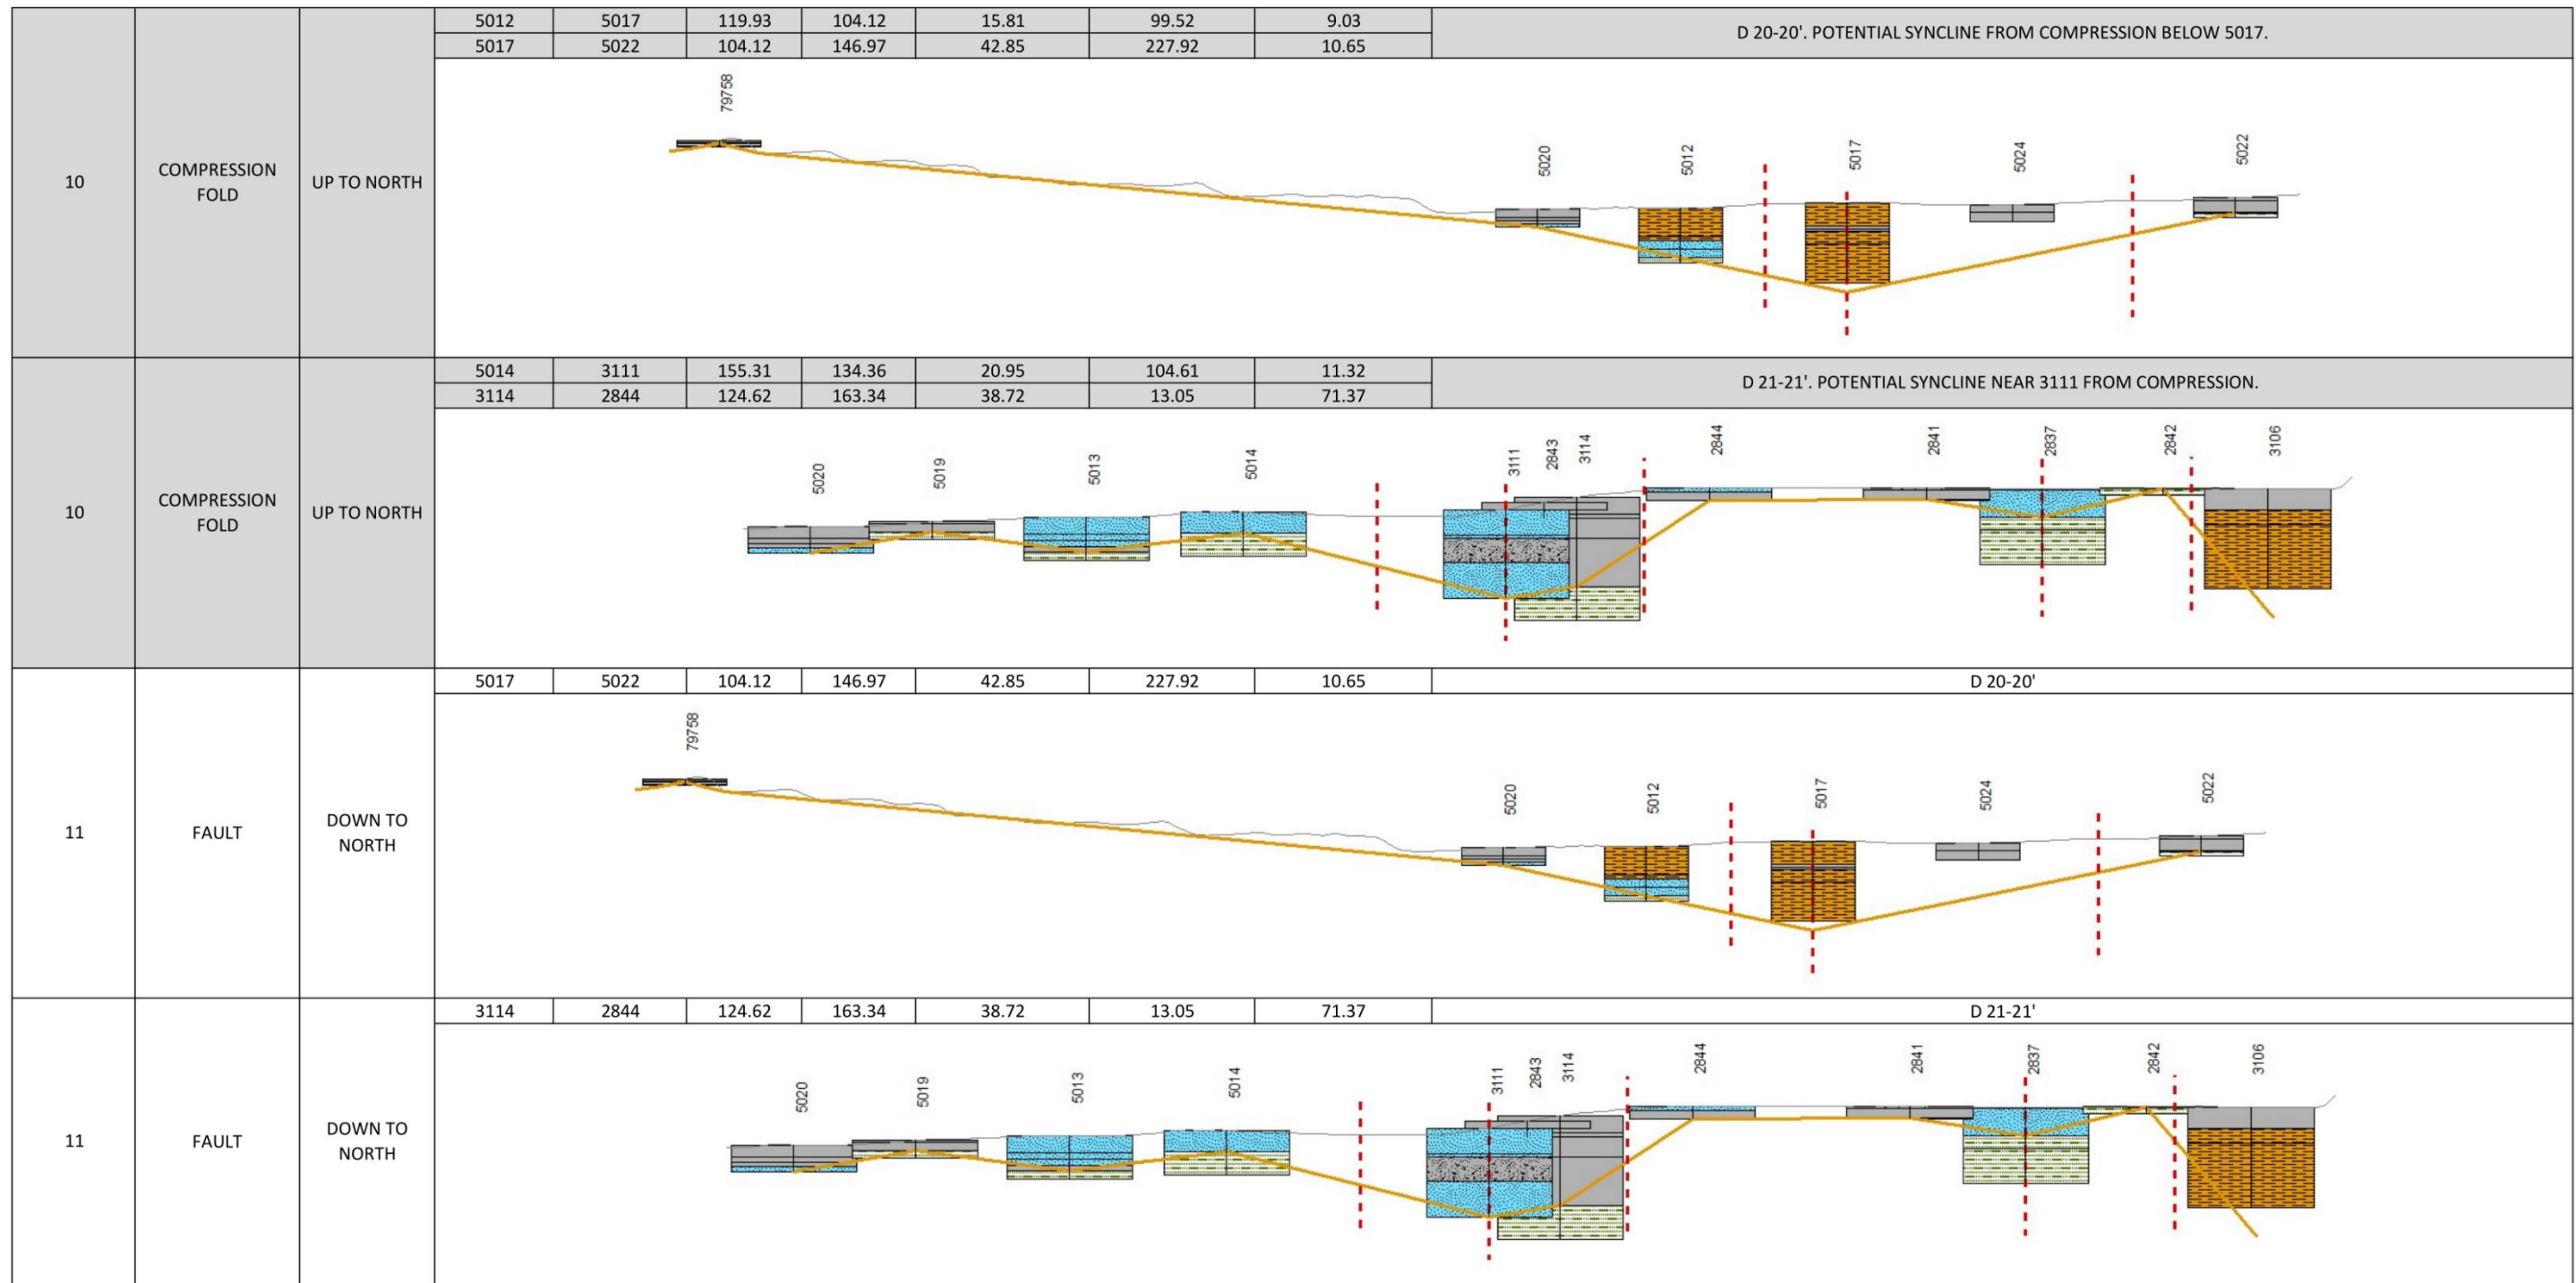 5012 5017 119.93 104.12 15.81 99.52 9.03
5017 5022 104.12 146.97 42.85 227.92 10.65
D 20-20'. POTENTIAL SYNCLINE FROM COMPRESSION BELOW 5017.
10
COMPRESSION
FOLD
UP TO NORTH
79758
5020
5012
5017
5024
5022
5014 3111 155.31 134.36 20.95 104.61 11.32
3114 2844 124.62 163.34 38.72 13.05 71.37
D 21-21'. POTENTIAL SYNCLINE NEAR 3111 FROM COMPRESSION.
10
COMPRESSION
FOLD
UP TO NORTH
5020
5019
5013
5014
3111
2843
3114
2844
2841
2837
2842
3106
5017 5022 104.12 146.97 42.85 227.92 10.65 D 20-20'
11
FAULT
DOWN TO
NORTH
79758
5020
5012
5017
5024
5022
3114 2844 124.62 163.34 38.72 13.05 71.37 D 21-21'
11
FAULT
DOWN TO
NORTH
5020
5019
5013
5014
3111
2843
3114
2844
2841
2837
2842
3106